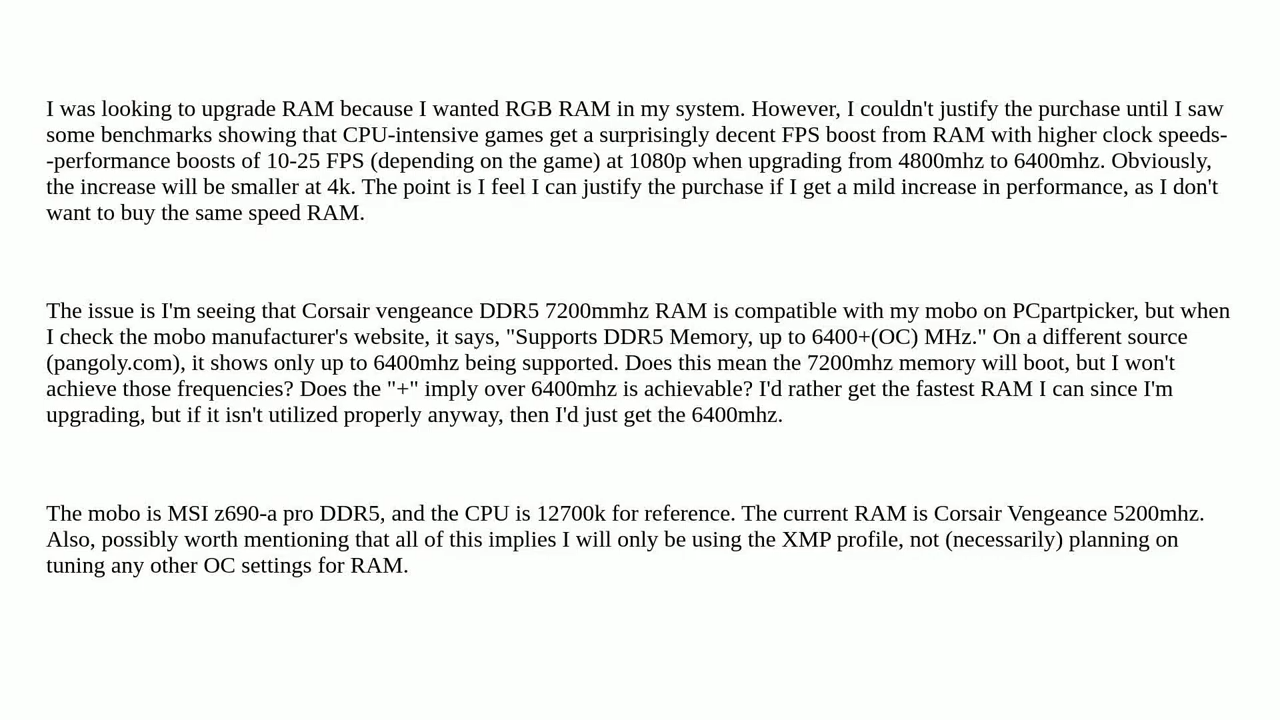 I was looking to upgrade RAM because I wanted RGB RAM in my system. However, I couldn't justify the purchase until I saw
some benchmarks showing that CPU-intensive games get a surprisingly decent FPS boost from RAM with higher clock speeds-
-performance boosts of 10-25 FPS (depending on the game) at 1080p when upgrading from 4800mhz to 6400mhz. Obviously,
the increase will be smaller at 4k. The point is I feel I can justify the purchase if I get a mild increase in performance, as I don't
want to buy the same speed RAM.
The issue is I'm seeing that Corsair vengeance DDR5 7200mmhz RAM is compatible with my mobo on PCpartpicker, but when
I check the mobo manufacturer's website, it says, "Supports DDR5 Memory, up to 6400+(OC) MHz." On a different source
(pangoly.com), it shows only up to 6400mhz being supported. Does this mean the 7200mhz memory will boot, but I won't
achieve those frequencies? Does the "+" imply over 6400mhz is achievable? I'd rather get the fastest RAM I can since I'm
upgrading, but if it isn't utilized properly anyway, then I'd just get the 6400mhz.
The mobo is MSI z690-a pro DDR5, and the CPU is 12700k for reference. The current RAM is Corsair Vengeance 5200mhz.
Also, possibly worth mentioning that all of this implies I will only be using the XMP profile, not (necessarily) planning on
tuning any other OC settings for RAM.